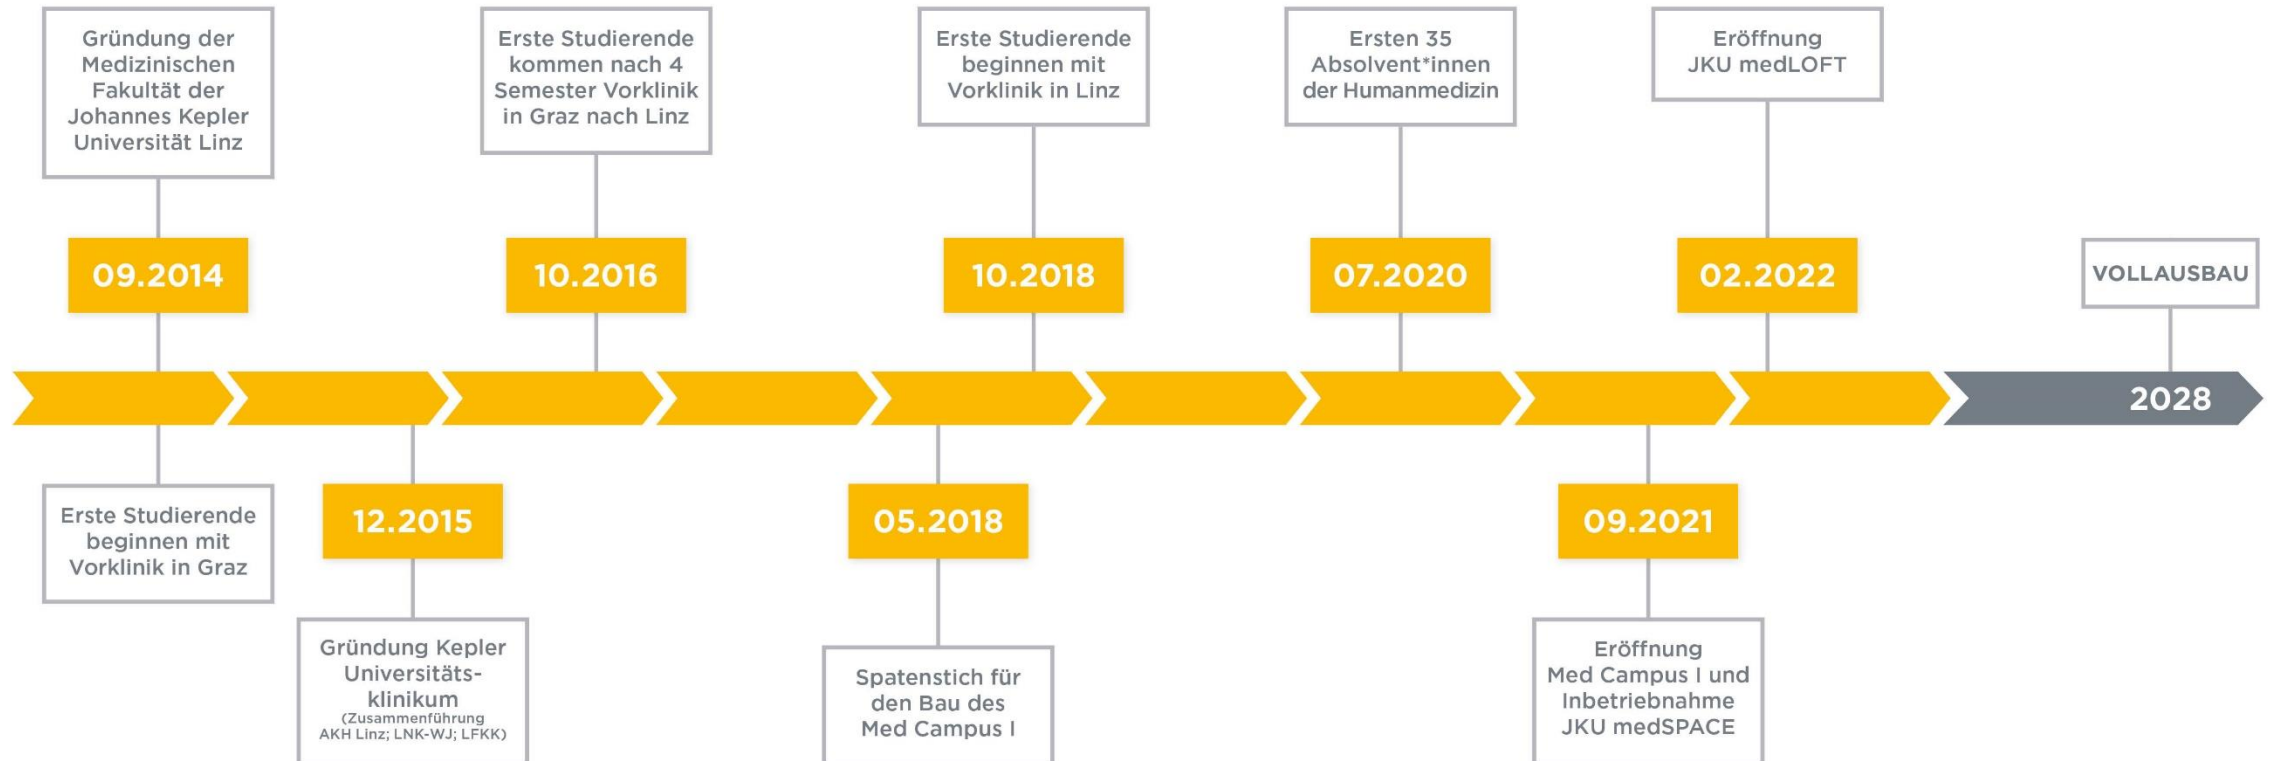 Gründung der
Medizinischen
Fakultät der
Johannes Kepler
Universität Linz
09.2014
Erste Studierende
beginnen mit
Vorklinik in Graz
12.2015
Gründung Kepler
Universitäts-
klinikum
(Zusammenführung
AKH Linz; LNK-WJ; LFKK)
Erste Studierende
kommen nach 4
Semester Vorklinik
in Graz nach Linz
10.2016
05.2018
Spatenstich für
den Bau des
Med Campus I
Erste Studierende
beginnen mit
Vorklinik in Linz
10.2018
Ersten 35
Absolvent*innen
der Humanmedizin
07.2020
09.2021
Eröffnung
Med Campus I und
Inbetriebnahme
JKU medSPACE
Eröffnung
JKU medLOFT
02.2022
VOLLAUSBAU
2028